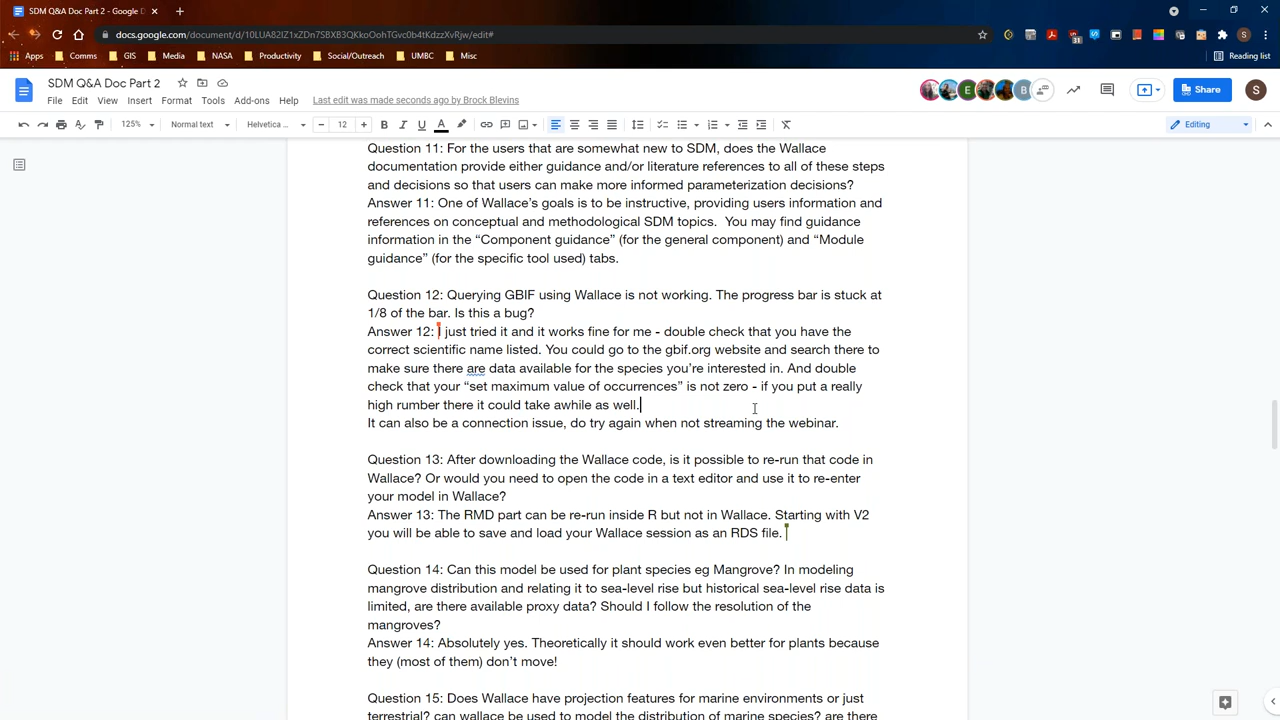 SDM Q&A Doc Part 2 - Google D
docs.google.com/document/d/10LUA82IZ1xZDn7SBXB3QKkoOohTGvc0b4tKdzzXvRjw/edit#
Apps Comms GIS Media NASA Productivity Social/Outreach UMBC Misc Reading list
SDM Q&A Doc Part 2
File Edit View Insert Format Tools Add-ons Help Last edit was made seconds ago by Brock Blevins
E B Share S
125% Normal text Helvetica ... 12 B I U A Editing
Question 11: For the users that are somewhat new to SDM, does the Wallace
documentation provide either guidance and/or literature references to all of these steps
and decisions so that users can make more informed parameterization decisions?
Answer 11: One of Wallace's goals is to be instructive, providing users information and
references on conceptual and methodological SDM topics.  You may find guidance
information in the “Component guidance” (for the general component) and “Module
guidance” (for the specific tool used) tabs.
Question 12: Querying GBIF using Wallace is not working. The progress bar is stuck at
1/8 of the bar. Is this a bug?
Answer 12: I just tried it and it works fine for me - double check that you have the
correct scientific name listed. You could go to the gbif.org website and search there to
make sure there are data available for the species you're interested in. And double
check that your “set maximum value of occurrences” is not zero - if you put a really
high rumber there it could take awhile as well.
It can also be a connection issue, do try again when not streaming the webinar.
Question 13: After downloading the Wallace code, is it possible to re-run that code in
Wallace? Or would you need to open the code in a text editor and use it to re-enter
your model in Wallace?
Answer 13: The RMD part can be re-run inside R but not in Wallace. Starting with V2
you will be able to save and load your Wallace session as an RDS file.
Question 14: Can this model be used for plant species eg Mangrove? In modeling
mangrove distribution and relating it to sea-level rise but historical sea-level rise data is
limited, are there available proxy data? Should I follow the resolution of the
mangroves?
Answer 14: Absolutely yes. Theoretically it should work even better for plants because
they (most of them) don't move!
Question 15: Does Wallace have projection features for marine environments or just
terrestrial? can wallace be used to model the distribution of marine species? are there